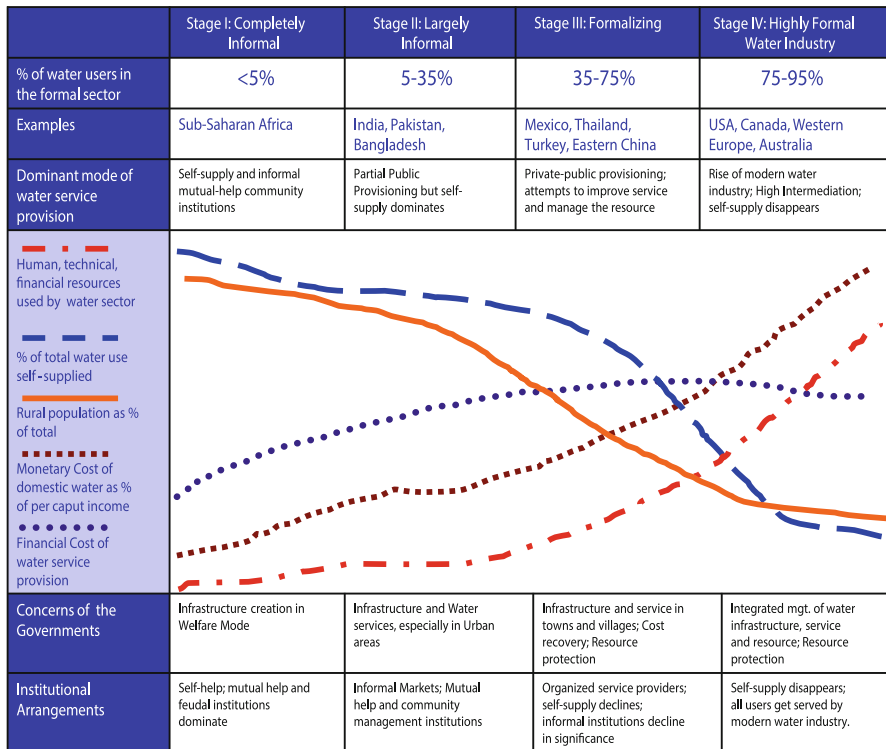 Stage I: Completely
Informal
Stage II: Largely
Informal
Stage III: Formalizing
Stage IV: Highly Formal
Water Industry
% of water users in
the formal sector
<5%
5-35%
35-75%
75-95%
Examples
Sub-Saharan Africa
India, Pakistan,
Bangladesh
Mexico, Thailand,
Turkey, Eastern China
USA, Canada, Western
Europe, Australia
Dominant mode of
water service
provision
Self-supply and informal
mutual-help community
institutions
Partial Public
Provisioning but self-
supply dominates
Private-public provisioning;
attempts to improve service
and manage the resource
Rise of modern water
industry; High Intermediation;
self-supply disappears
Human, technical,
financial resources
used by water sector
% of total water use
self-supplied
Rural population as %
of total
Monetary Cost of
domestic water as %
of per caput income
Financial Cost of
water service
provision
Concerns of the
Governments
Infrastructure creation in
Welfare Mode
Infrastructure and Water
services, especially in Urban
areas
Infrastructure and service in
towns and villages; Cost
recovery; Resource
protection
Integrated mgt. of water
infrastructure, service
and resource; Resource
protection
Institutional
Arrangements
Self-help; mutual help and
feudal institutions
dominate
Informal Markets; Mutual
help and community
management institutions
Organized service providers;
self-supply declines;
informal institutions decline
in significance
Self-supply disappears;
all users get served by
modern water industry.